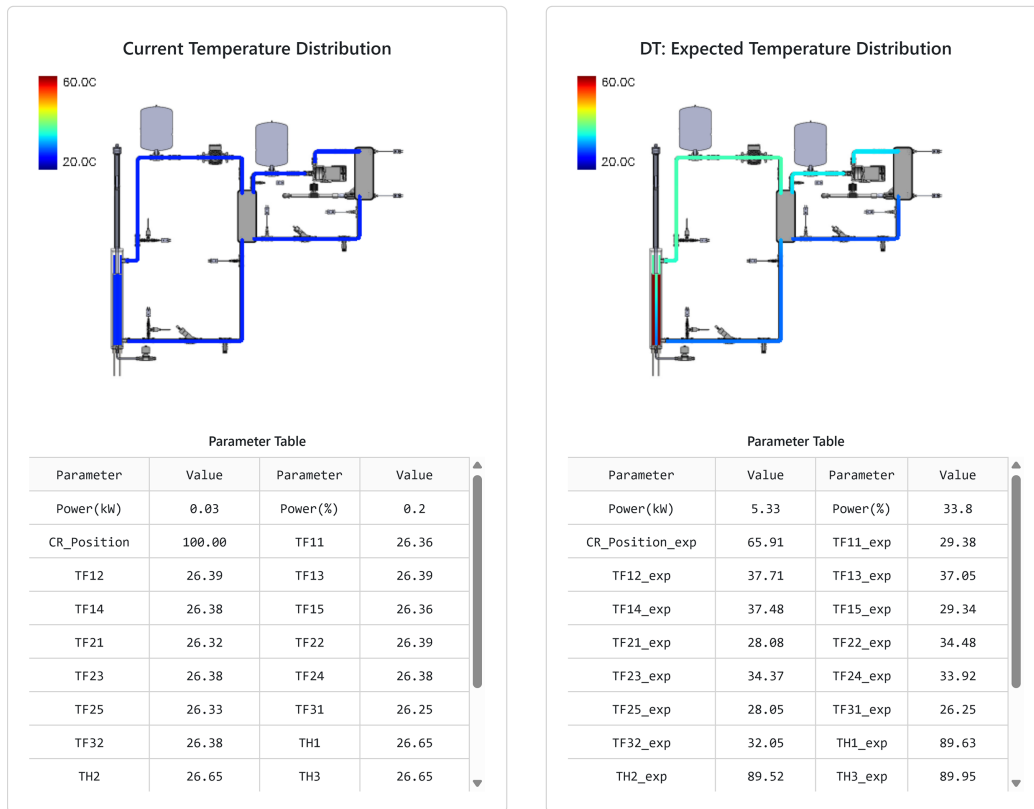 Current Temperature Distribution
60.0C
20.0C
Parameter Table
Parameter Value Parameter Value
Power(kW) 0.03 Power(%) 0.2
CR_Position 100.00 TF11 26.36
TF12 26.39 TF13 26.39
TF14 26.38 TF15 26.36
TF21 26.32 TF22 26.39
TF23 26.38 TF24 26.38
TF25 26.33 TF31 26.25
TF32 26.38 TH1 26.65
TH2 26.65 TH3 26.65
DT: Expected Temperature Distribution
60.0C
20.0C
Parameter Table
Parameter Value Parameter Value
Power(kW) 5.33 Power(%) 33.8
CR_Position_exp 65.91 TF11_exp 29.38
TF12_exp 37.71 TF13_exp 37.05
TF14_exp 37.48 TF15_exp 29.34
TF21_exp 28.08 TF22_exp 34.48
TF23_exp 34.37 TF24_exp 33.92
TF25_exp 28.05 TF31_exp 26.25
TF32_exp 32.05 TH1_exp 89.63
TH2_exp 89.52 TH3_exp 89.95